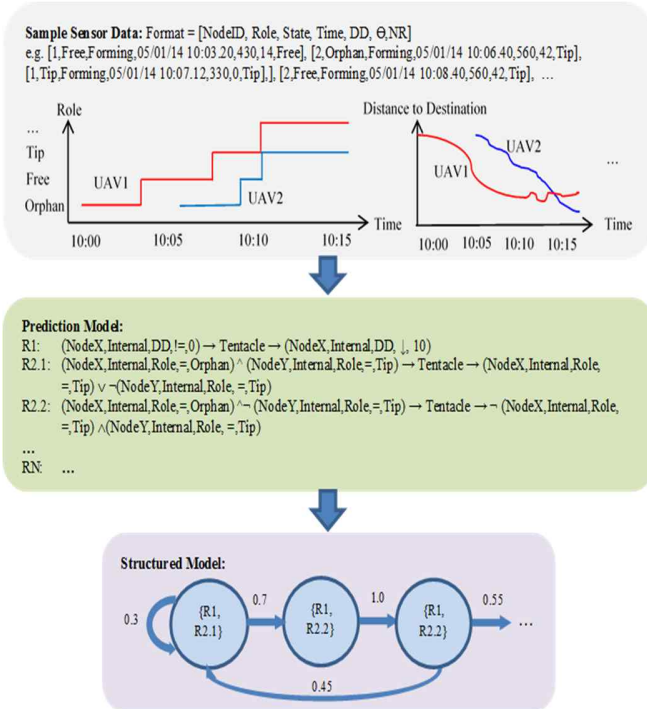 Sample Sensor Data: Format = [NodeID, Role, State, Time, DD, Θ,NR]
e.g. [1,Free,Forming,05/01/14 10:03.20,430,14,Free], [2,Orphan,Forming,05/01/14 10:06.40,560,42,Tip],
[1,Tip,Forming,05/01/14 10:07.12,330,0,Tip],], [2,Free,Forming,05/01/14 10:08.40,560,42,Tip], ...
Role
...
Tip
Free
Orphan
UAV1
UAV2
Time
10:00 10:05 10:10 10:15
Distance to Destination
UAV2
UAV1
...
Time
10:00 10:05 10:10 10:15
Prediction Model:
R1: (NodeX,Internal,DD,!=,0) → Tentacle → (NodeX,Internal,DD, ↓, 10)
R2.1: (NodeX,Internal,Role,=,Orphan) ^ (NodeY,Internal,Role,=,Tip) → Tentacle → (NodeX,Internal,Role,
=,Tip) ∨ ¬(NodeY,Internal,Role, =,Tip)
R2.2: (NodeX,Internal,Role,=,Orphan) ^¬ (NodeY,Internal,Role,=,Tip) → Tentacle → ¬ (NodeX,Internal,Role,
=,Tip) ∧(NodeY,Internal,Role, =,Tip)
...
RN: ...
Structured Model:
0.3
{R1,
R2.1}
0.7
{R1,
R2.2}
1.0
{R1,
R2.2}
0.55
...
0.45